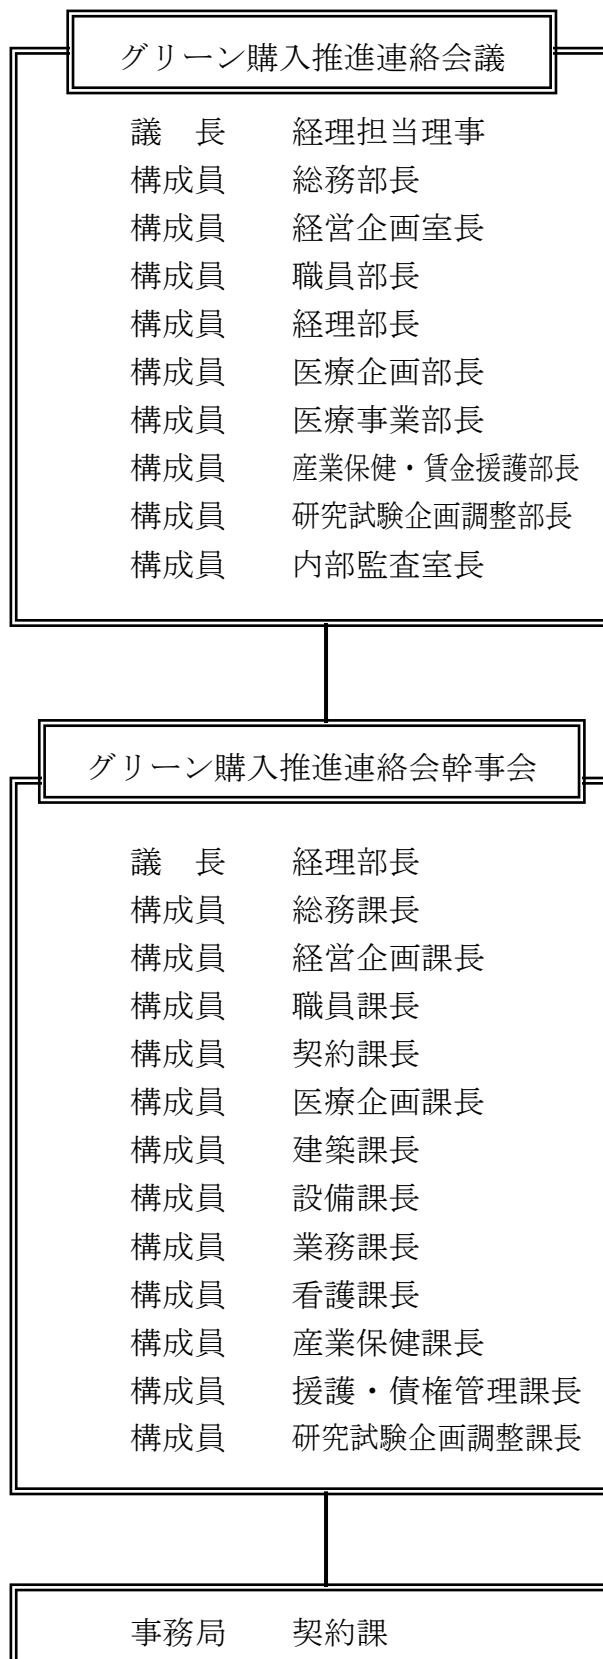 グリーン購入推進連絡会議
議　長　　経理担当理事
構成員　　総務部長
構成員　　経営企画室長
構成員　　職員部長
構成員　　経理部長
構成員　　医療企画部長
構成員　　医療事業部長
構成員　　産業保健・賃金援護部長
構成員　　研究試験企画調整部長
構成員　　内部監査室長
グリーン購入推進連絡会幹事会
議　長　　経理部長
構成員　　総務課長
構成員　　経営企画課長
構成員　　職員課長
構成員　　契約課長
構成員　　医療企画課長
構成員　　建築課長
構成員　　設備課長
構成員　　業務課長
構成員　　看護課長
構成員　　産業保健課長
構成員　　援護・債権管理課長
構成員　　研究試験企画調整課長
事務局　　契約課